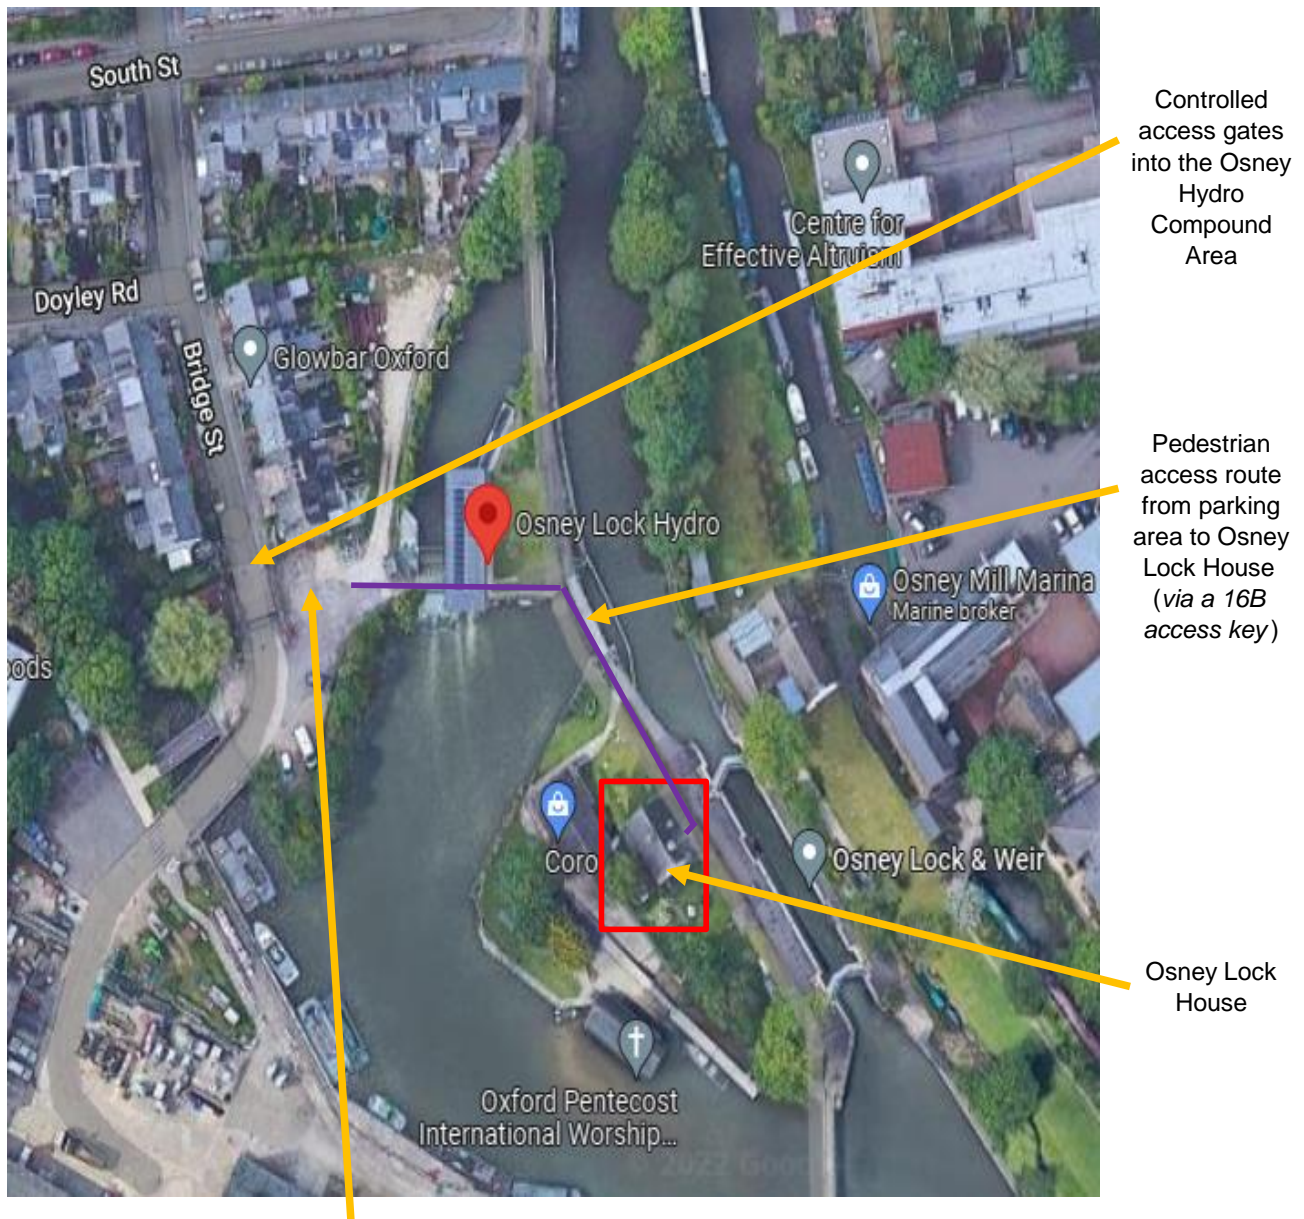 South St
Controlled
access gates
into the Osney
Hydro
Compound
Area
Centre for
Effective Altruism
Doyley Rd
Bridge St
Glowbar Oxford
Pedestrian
access route
from parking
area to Osney
Lock House
(via a 16B
access key)
Osney Lock Hydro
Osney Mill Marina
Marine broker
Coro
Osney Lock & Weir
Osney Lock
House
Oxford Pentecost
International Worship...